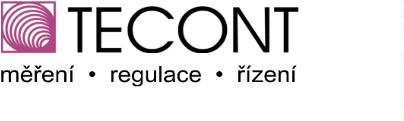 TECONT
měření • regulace • řízení